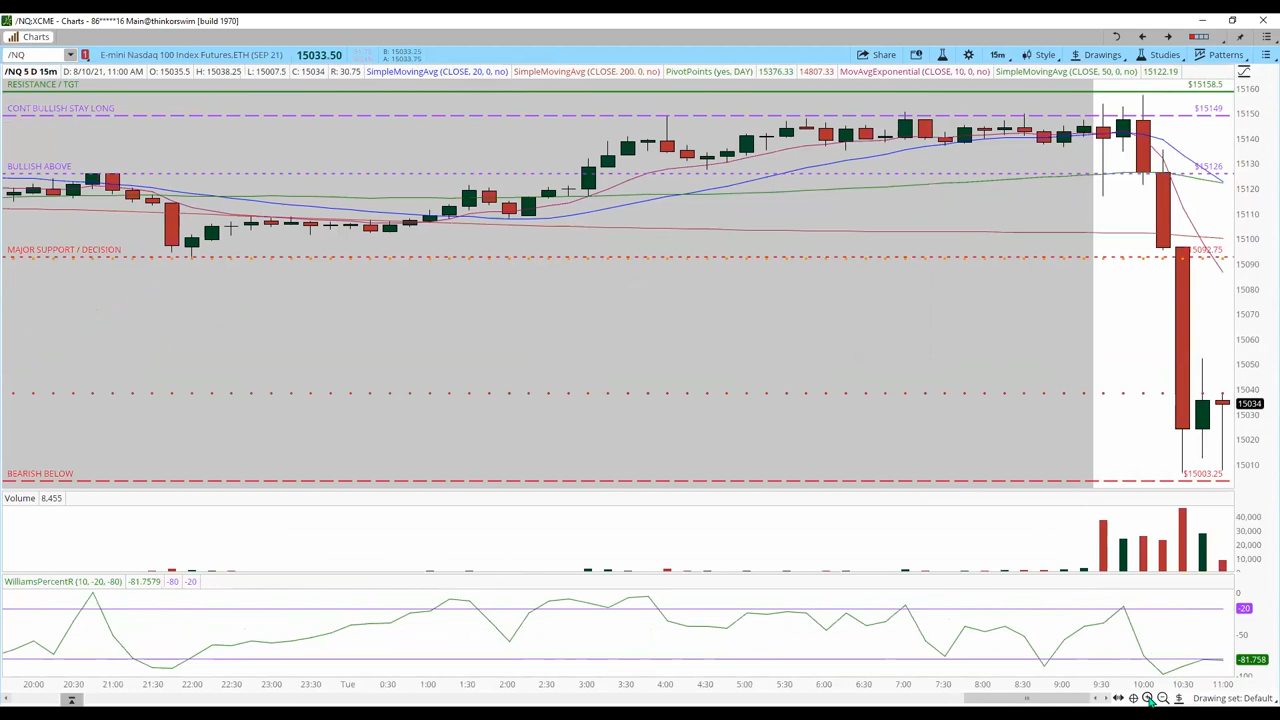 /NQ:XCME - Charts - 86*****16 Main@thinkorswim [build 1970]
Charts
/NQ 1 E-mini Nasdaq 100 Index Futures.ETH (SEP 21) 15033.50 B: 15033.25 A: 15033.75 Share 15m Style Drawings Studies Patterns
/NQ 5 D 15m D: 8/10/21, 11:00 AM O: 15035.5 H: 15038.25 L: 15007.5 C: 15034 R: 30.75 SimpleMovingAvg (CLOSE, 20, 0, no) SimpleMovingAvg (CLOSE, 200, 0, no) PivotPoints (yes, DAY) 15376.33 14807.33 MovAvgExponential (CLOSE, 10, 0, no) SimpleMovingAvg (CLOSE, 50, 0, no) 15122.19
RESISTANCE / TGT $15158.5
15160
CONT BULLISH STAY LONG $15149
15150
15140
15130
BULLISH ABOVE $15126
15120
15110
15100
MAJOR SUPPORT / DECISION 15092.75
15090
15080
15070
15060
15050
15040
15034
15030
15020
15010
BEARISH BELOW $15003.25
Volume 8,455
40,000
30,000
20,000
10,000
WilliamsPercentR (10, -20, -80) -81.7579 -80 -20
0
-20
-50
-81.758
-100
20:00 20:30 21:00 21:30 22:00 22:30 23:00 23:30 Tue 0:30 1:00 1:30 2:00 2:30 3:00 3:30 4:00 4:30 5:00 5:30 6:00 6:30 7:00 7:30 8:00 8:30 9:00 9:30 10:00 10:30 11:00
Drawing set: Default